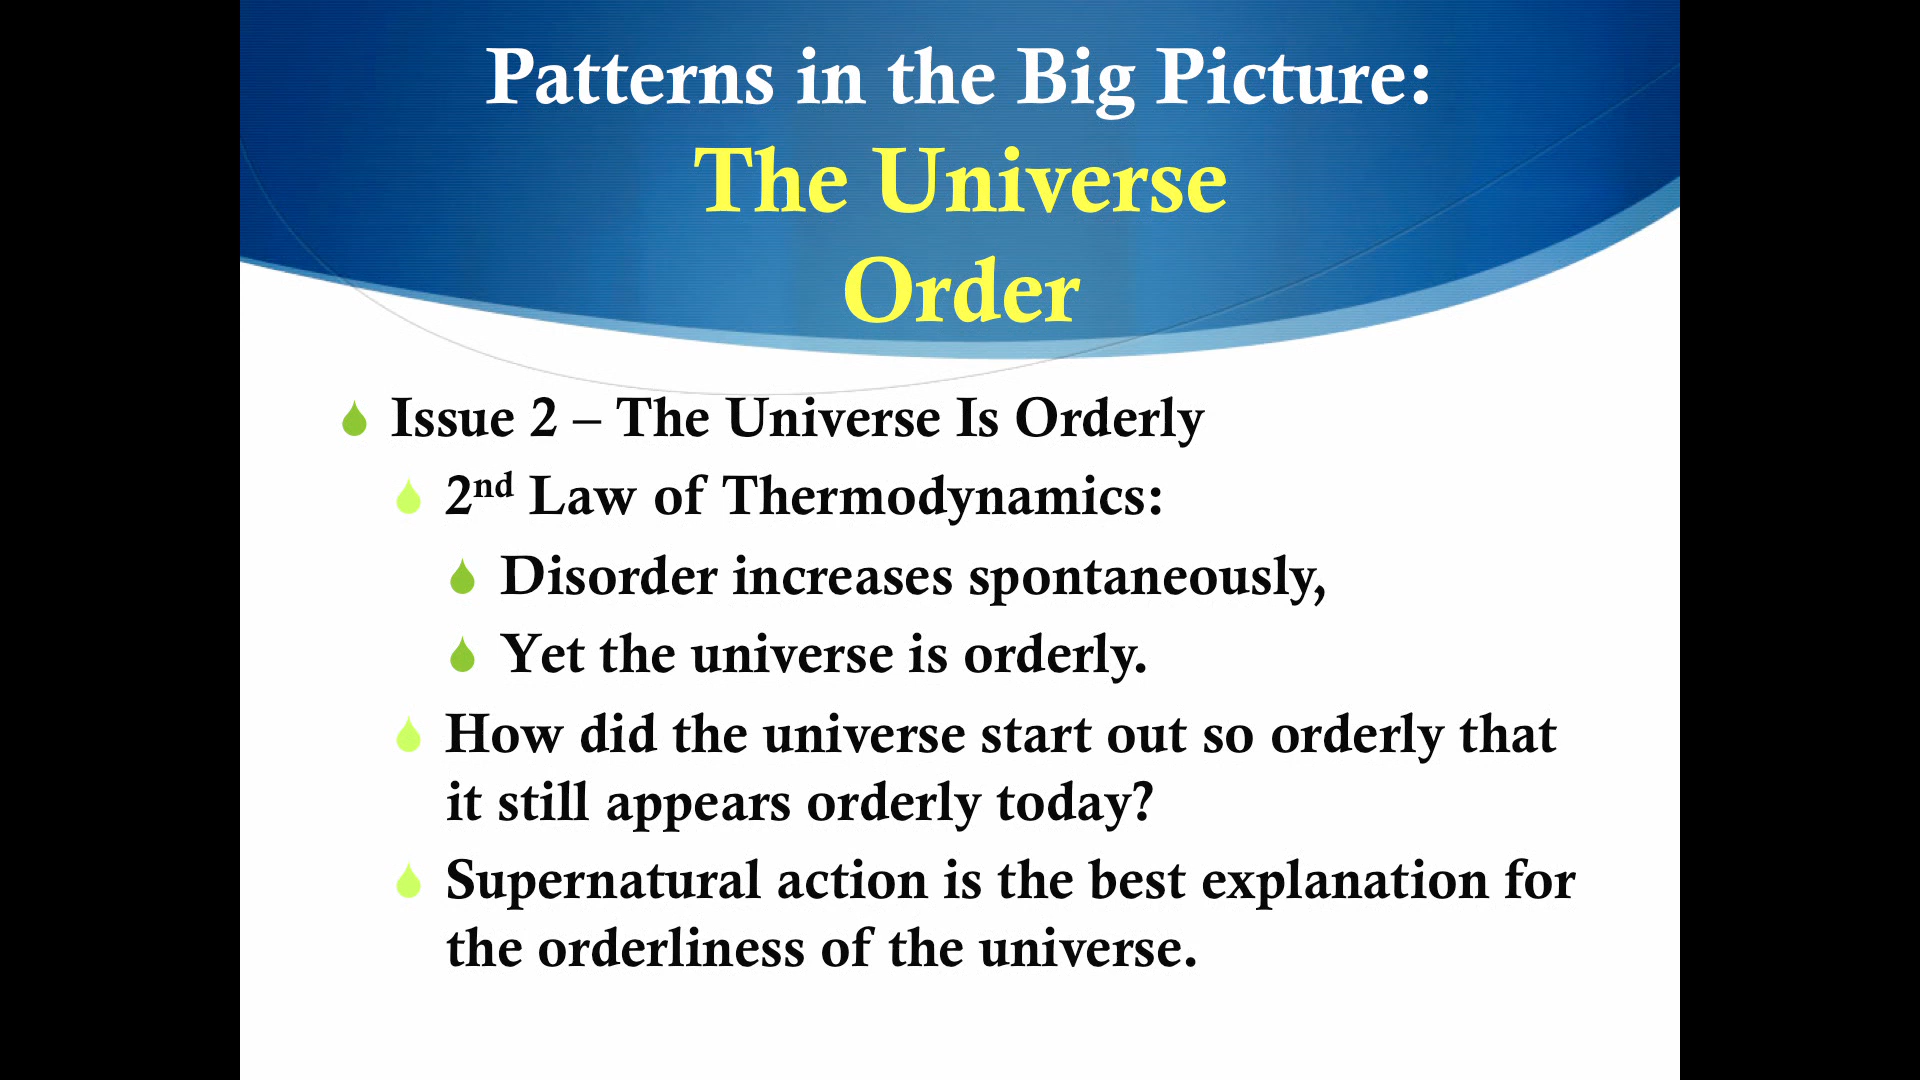 Patterns in the Big Picture:
The Universe
Order
Issue 2 – The Universe Is Orderly
2nd Law of Thermodynamics:
Disorder increases spontaneously,
Yet the universe is orderly.
How did the universe start out so orderly that
it still appears orderly today?
Supernatural action is the best explanation for
the orderliness of the universe.